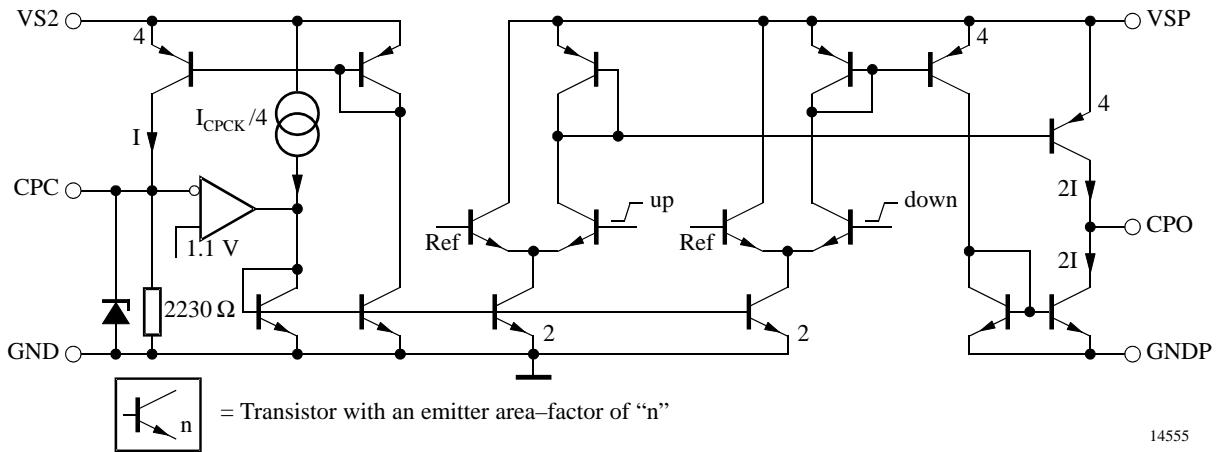 VS2
VSP
4
4
4
I CPCK /4
I
2I
CPC
up
down
CPO
Ref
Ref
1.1 V
2I
2230 Ω
2
2
GND
GNDP
n
= Transistor with an emitter area–factor of “n”
14555